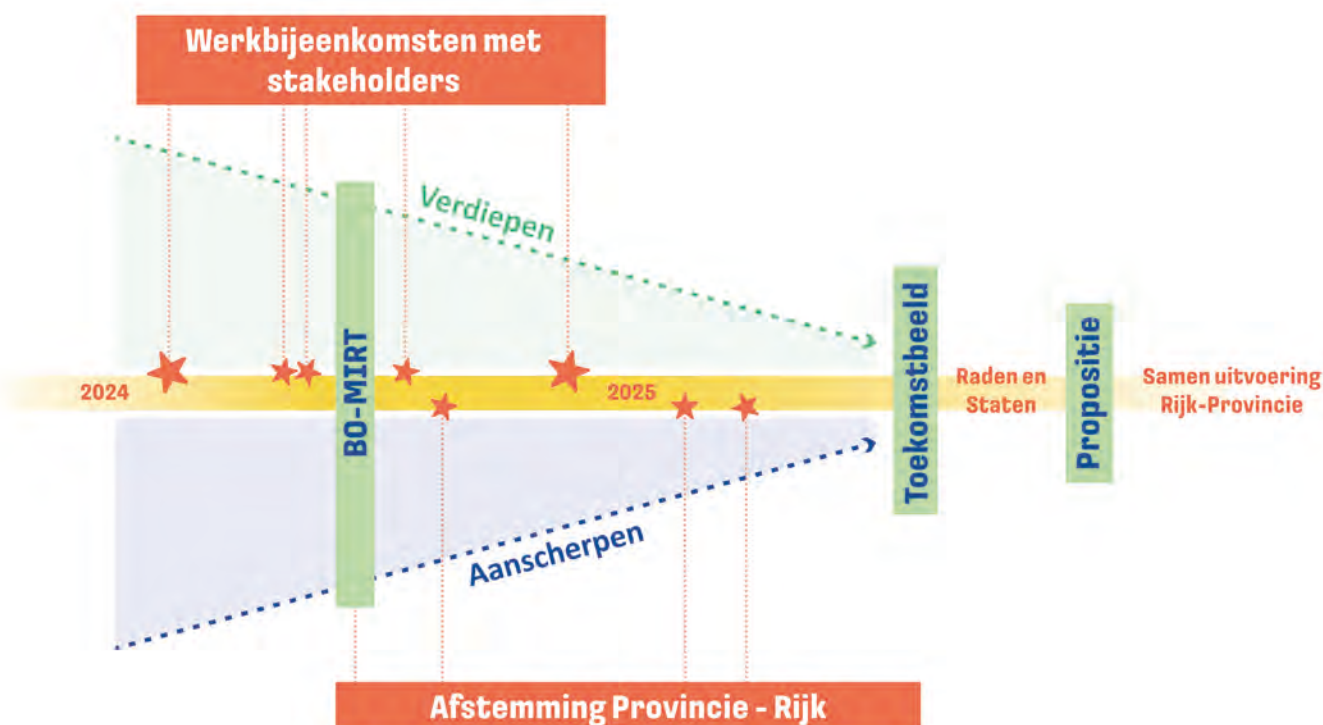 Werkbijeenkomsten met
stakeholders
Verdiepen
BO-MIRT
2024
2025
Toekomstbeeld
Raden en
Staten
Propositie
Samen uitvoering
Rijk-Provincie
Aanscherpen
Afstemming Provincie - Rijk